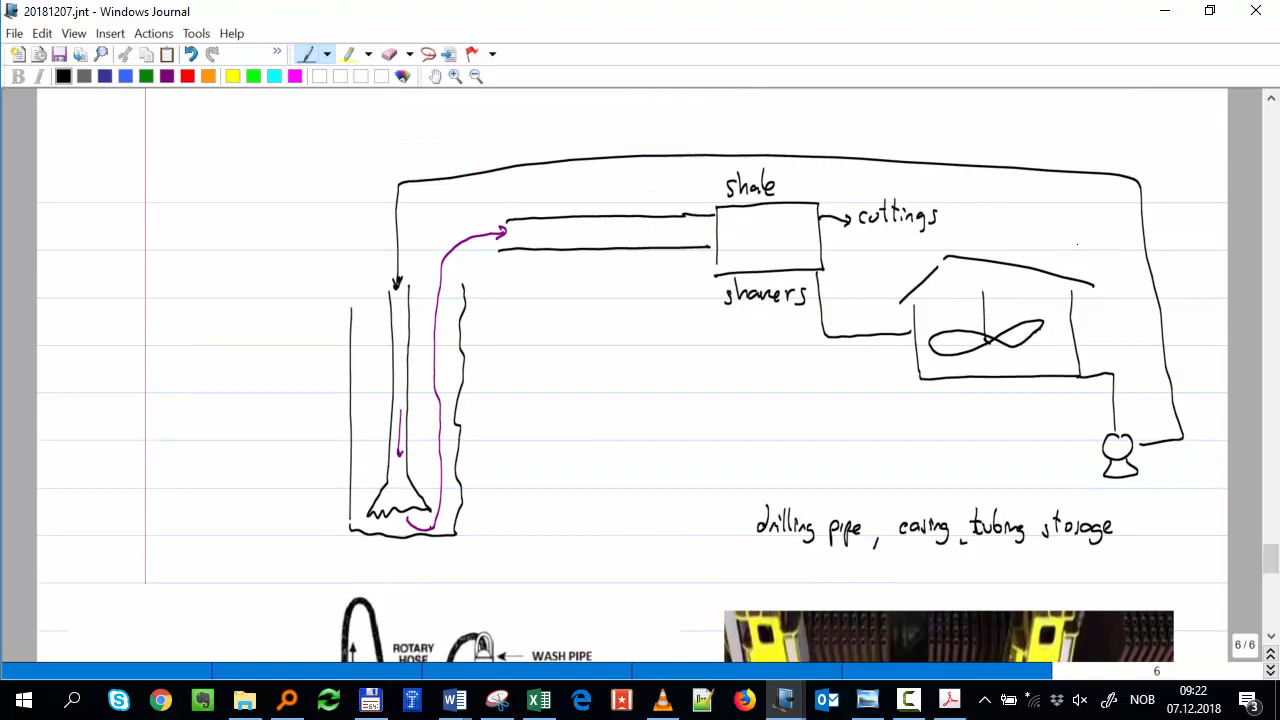 20181207.jnt - Windows Journal
File Edit View Insert Actions Tools Help
B I
shale
cuttings
shakers
drilling pipe, casing, tubing storage
ROTARY
HOSE
WASH PIPE
6 / 6
6
NOB
09:22
07.12.2018
3